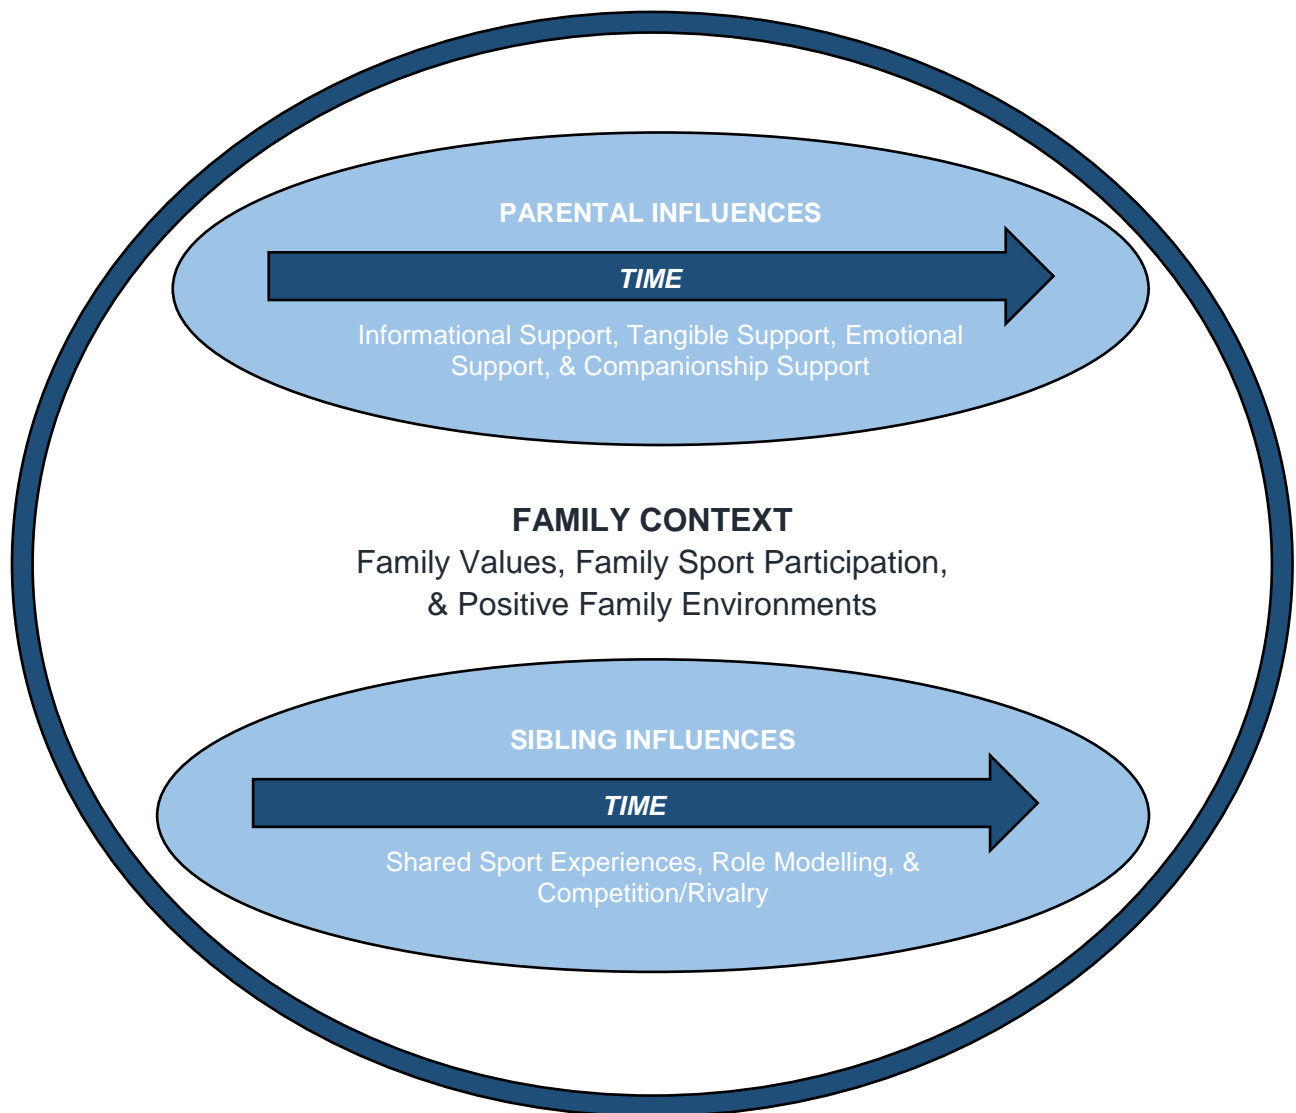 PARENTAL INFLUENCES
TIME
Informational Support, Tangible Support, Emotional
Support, & Companionship Support
FAMILY CONTEXT
Family Values, Family Sport Participation,
& Positive Family Environments
SIBLING INFLUENCES
TIME
Shared Sport Experiences, Role Modelling, &
Competition/Rivalry